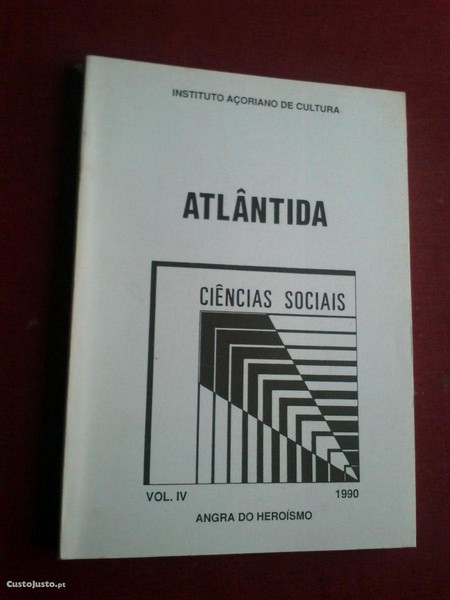 INSTITUTO AÇORIANO DE CULTURA
ATLÂNTIDA
CIÊNCIAS SOCIAIS
VOL. IV 1990
ANGRA DO HEROÍSMO
CustoJusto.pt